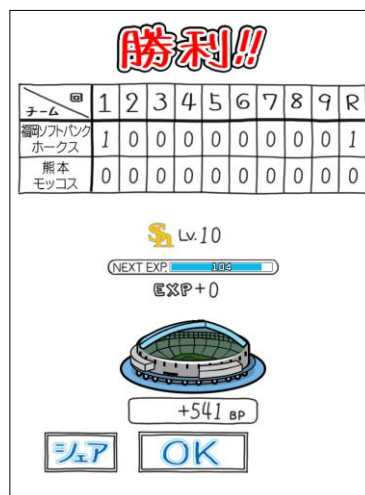 勝利!!
回
チーム 1 2 3 4 5 6 7 8 9 R
福岡ソフトバンク
ホークス 1 0 0 0 0 0 0 0 0 1
熊本
モッコス 0 0 0 0 0 0 0 0 0 0
Sh Lv.10
NEXT EXP. 104
EXP+0
+541 BP
シェア OK